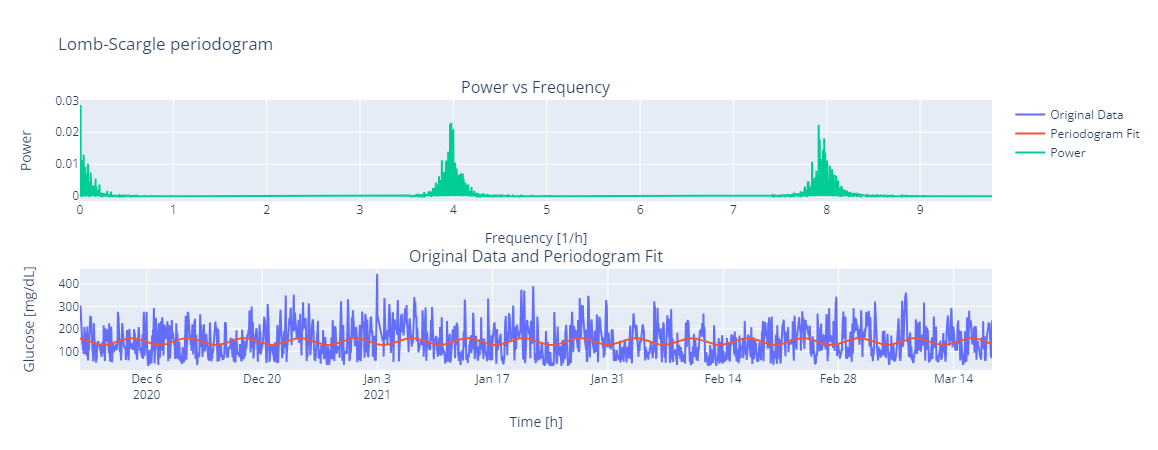 Lomb-Scargle periodogram
Power vs Frequency
Power
0.03
0.02
0.01
0
0 1 2 3 4 5 6 7 8 9
Frequency [1/h]
Original Data
Periodogram Fit
Power
Original Data and Periodogram Fit
Glucose [mg/dL]
400
300
200
100
Dec 6 Dec 20 Jan 3 Jan 17 Jan 31 Feb 14 Feb 28 Mar 14
2020 2021
Time [h]